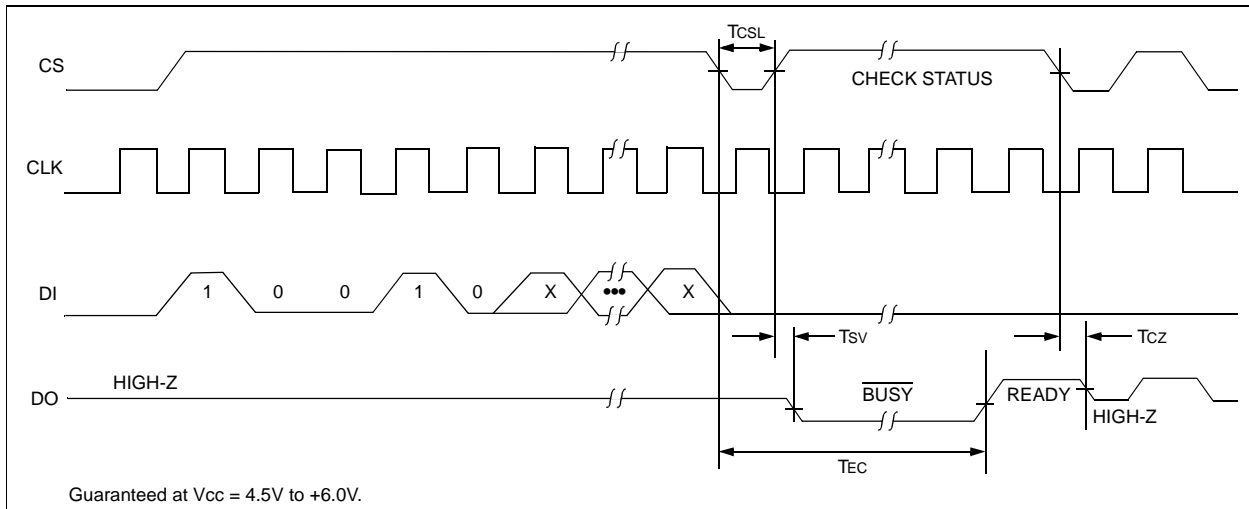 TCSL
CS
CHECK STATUS
CLK
DI
1 0 0 1 0 X ••• X
TSV
TCZ
HIGH-Z
DO
BUSY
READY
HIGH-Z
TEC
Guaranteed at Vcc = 4.5V to +6.0V.